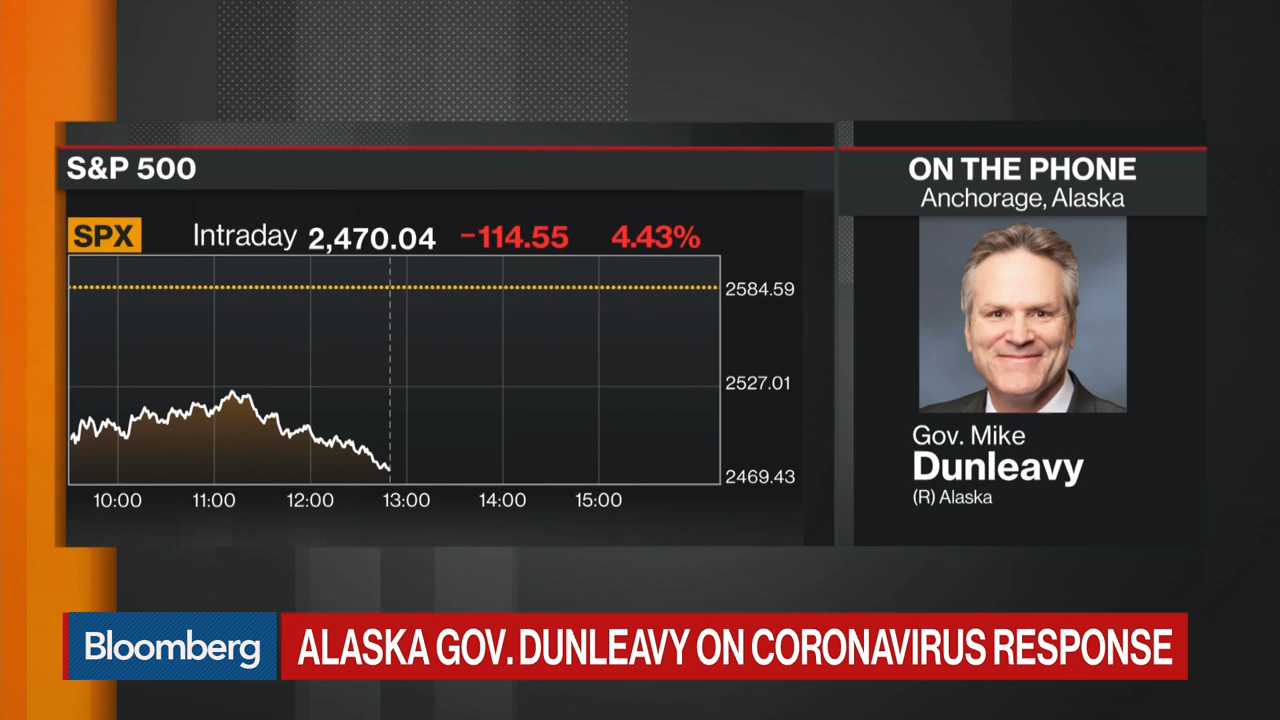 S&P 500
SPX Intraday 2,470.04 -114.55 4.43%
2584.59
2527.01
2469.43
10:00 11:00 12:00 13:00 14:00 15:00
ON THE PHONE
Anchorage, Alaska
Gov. Mike
Dunleavy
(R) Alaska
Bloomberg
ALASKA GOV. DUNLEAVY ON CORONAVIRUS RESPONSE